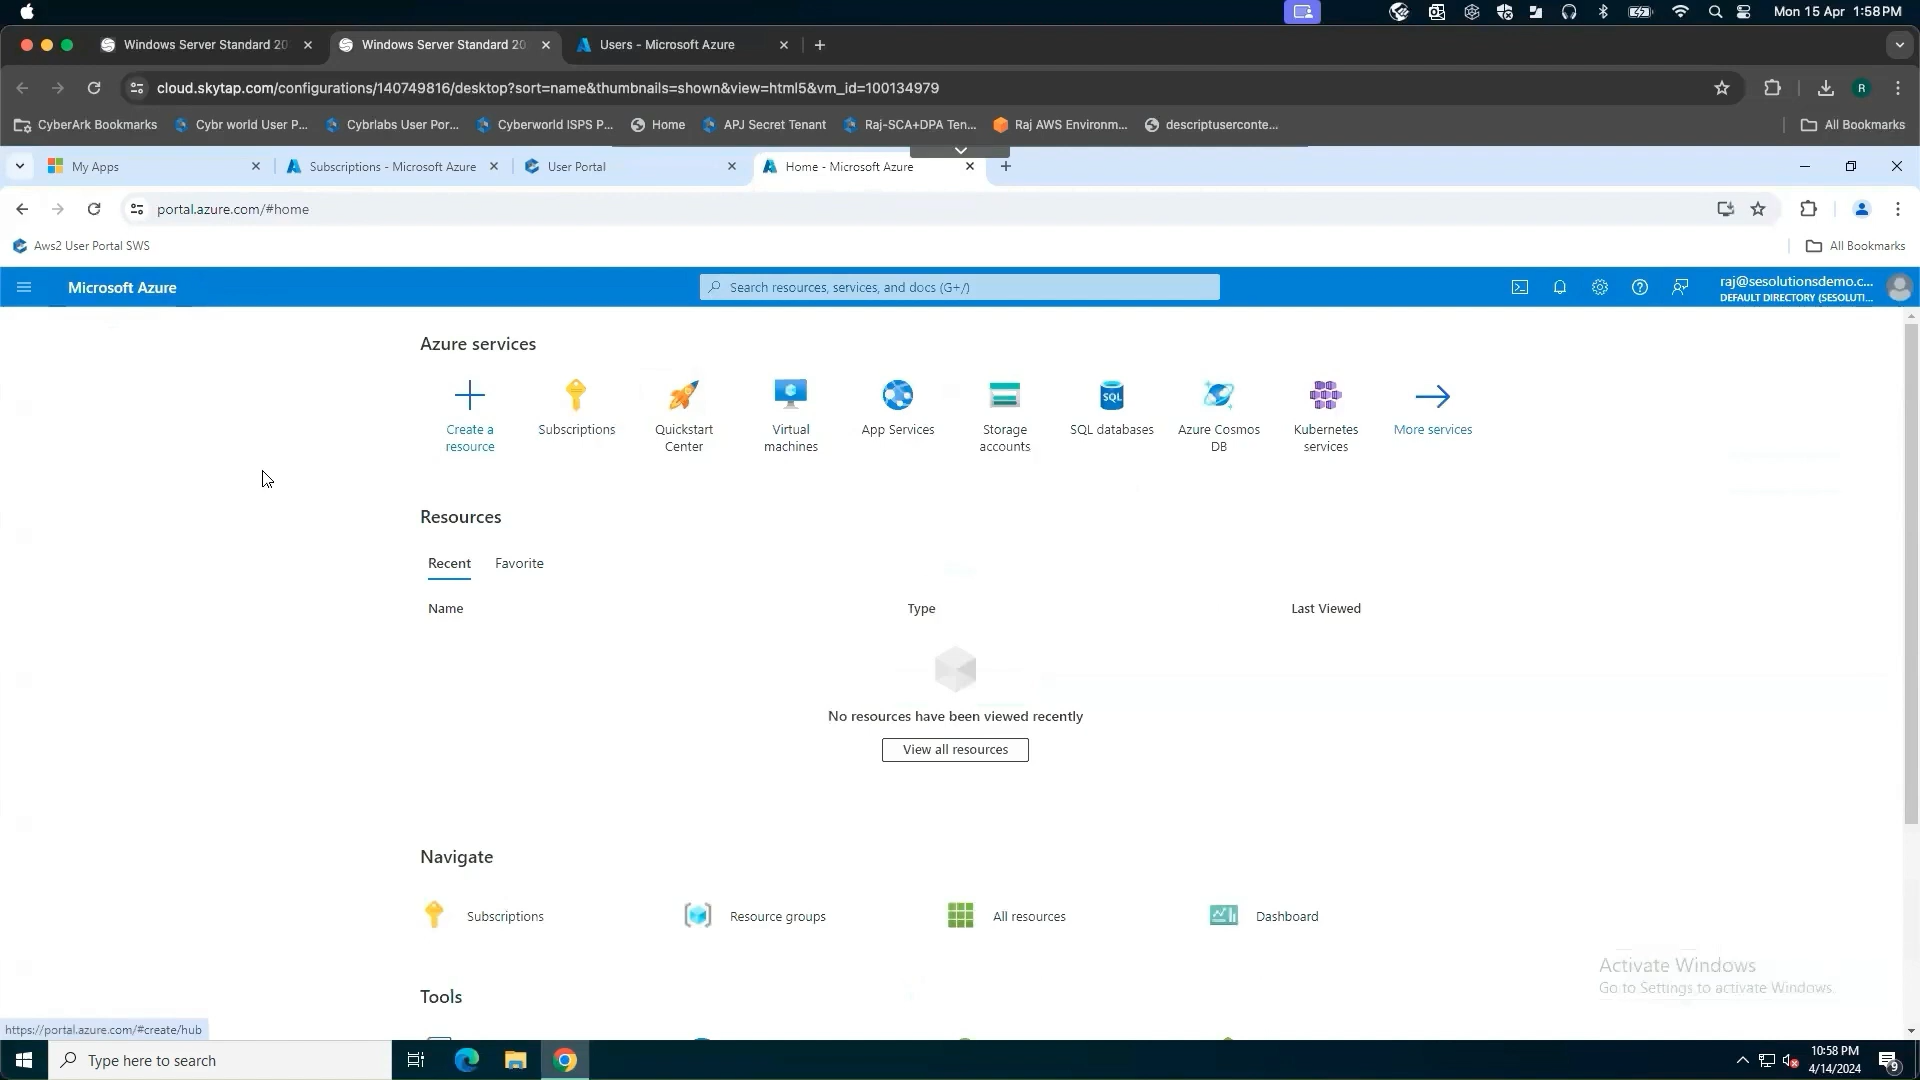 Mon 15 Apr 1:58PM
Windows Server Standard 20
Windows Server Standard 20
Users - Microsoft Azure
cloud.skytap.com/configurations/140749816/desktop?sort=name&thumbnails=shown&view=html5&vm_id=100134979
R
CyberArk Bookmarks
Cybr world User P...
Cybrlabs User Por...
Cyberworld ISPS P...
Home
APJ Secret Tenant
Raj-SCA+DPA Ten...
Raj AWS Environm...
descriptuserconte...
All Bookmarks
My Apps
Subscriptions - Microsoft Azure
User Portal
Home - Microsoft Azure
portal.azure.com/#home
Aws2 User Portal SWS
All Bookmarks
Microsoft Azure
Search resources, services, and docs (G+/)
raj@sesolutionsdemo.c...
DEFAULT DIRECTORY (SESOLUTI...
Azure services
Create a resource
Subscriptions
Quickstart Center
Virtual machines
App Services
Storage accounts
SQL
SQL databases
Azure Cosmos DB
Kubernetes services
More services
Resources
Recent
Favorite
Name
Type
Last Viewed
No resources have been viewed recently
View all resources
Navigate
Subscriptions
Resource groups
All resources
Dashboard
Activate Windows
Go to Settings to activate Windows.
Tools
https://portal.azure.com/#create/hub
Type here to search
10:58 PM
4/14/2024
9